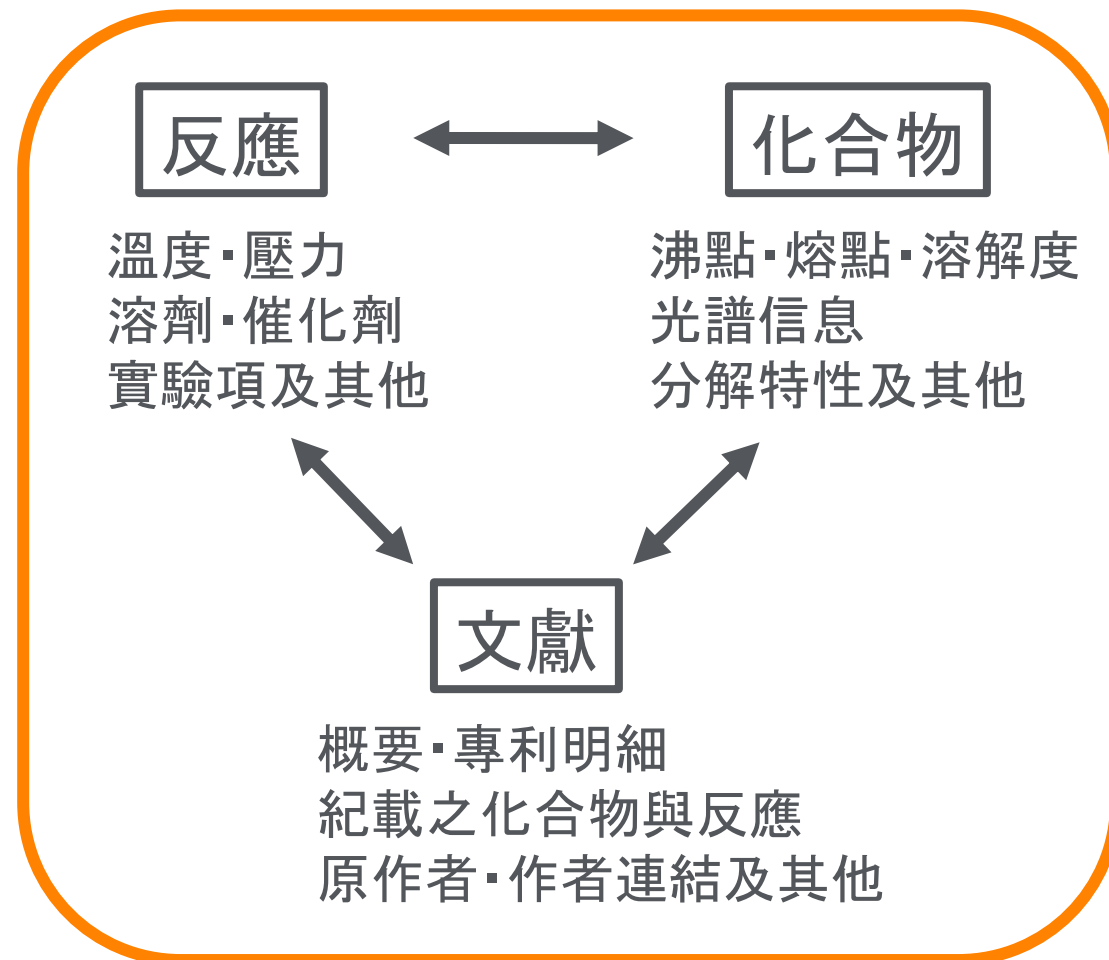 反應
化合物
溫度▪壓力
溶劑▪催化劑
實驗項及其他
沸點▪熔點▪溶解度
光譜信息
分解特性及其他
文獻
概要▪專利明細
紀載之化合物與反應
原作者▪作者連結及其他